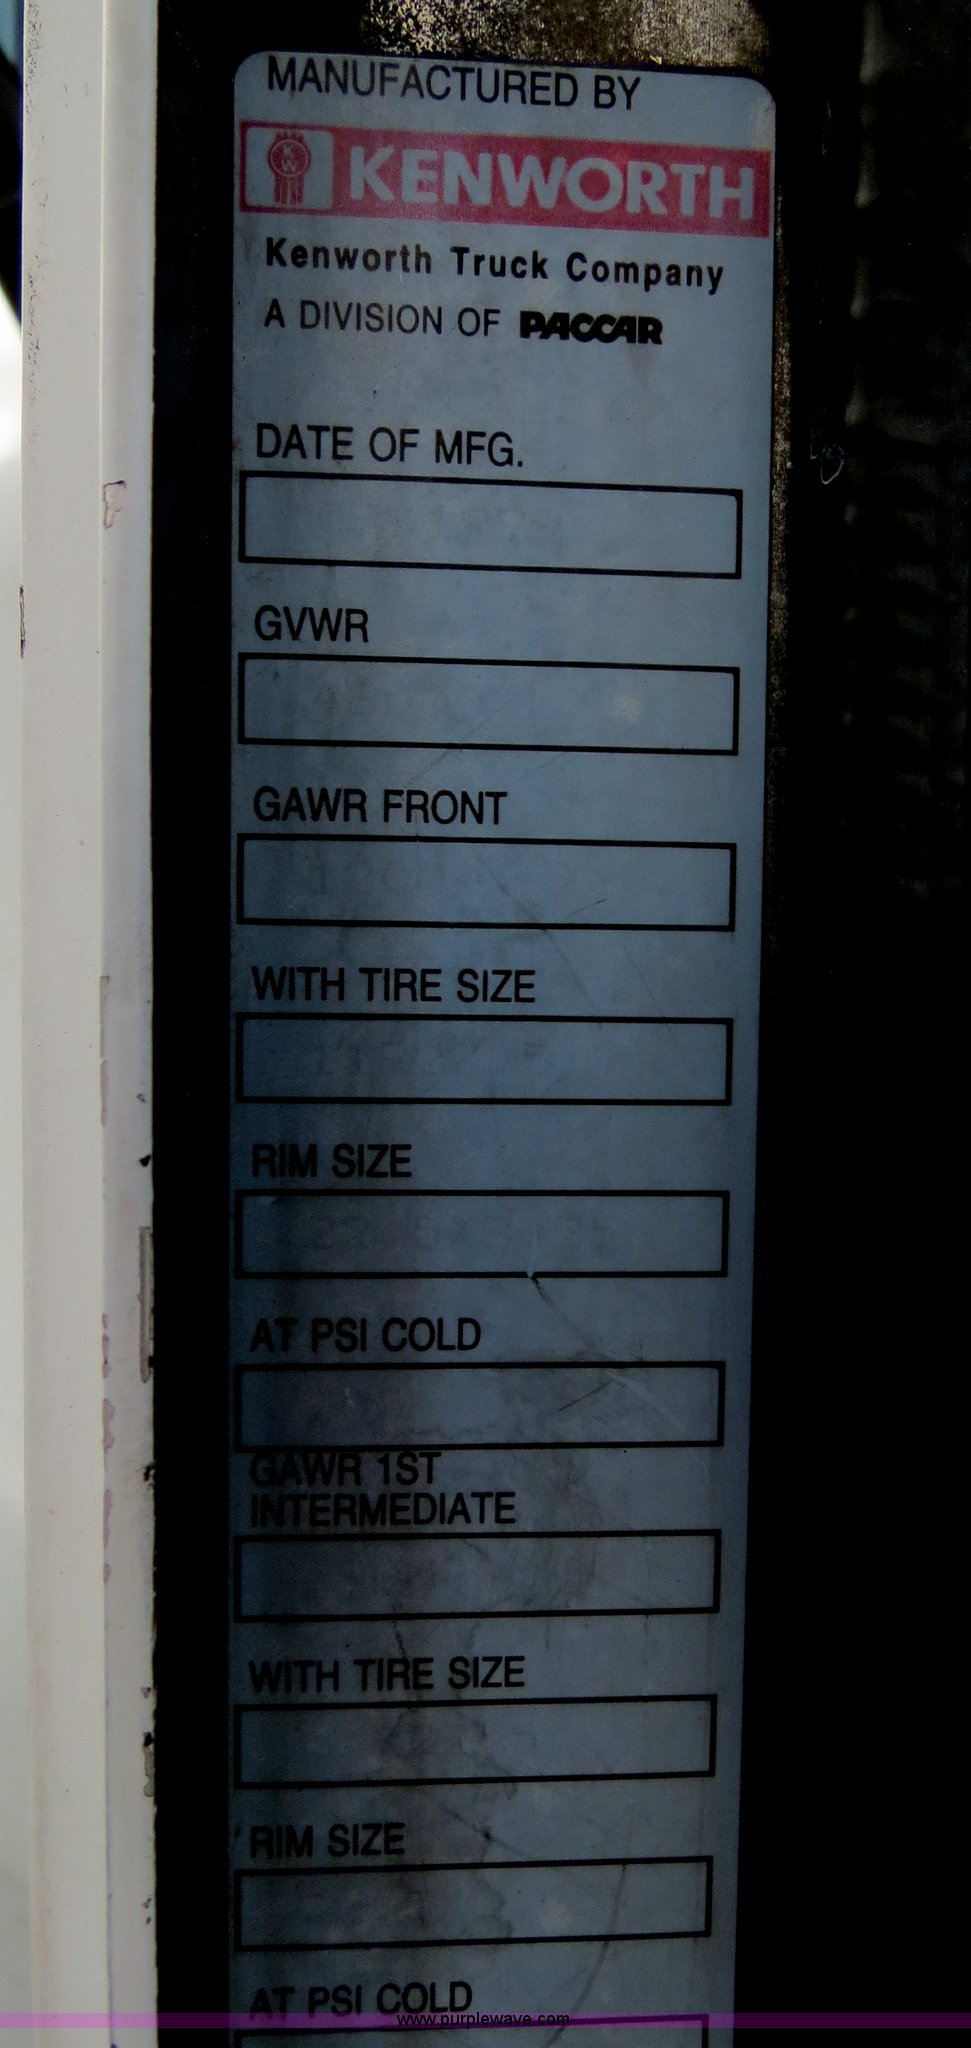 MANUFACTURED BY
KENWORTH
Kenworth Truck Company
A DIVISION OF PACCAR
DATE OF MFG.
GVWR
GAWR FRONT
WITH TIRE SIZE
RIM SIZE
AT PSI COLD
GAWR 1ST
INTERMEDIATE
WITH TIRE SIZE
RIM SIZE
AT PSI COLD
www.purplewave.com